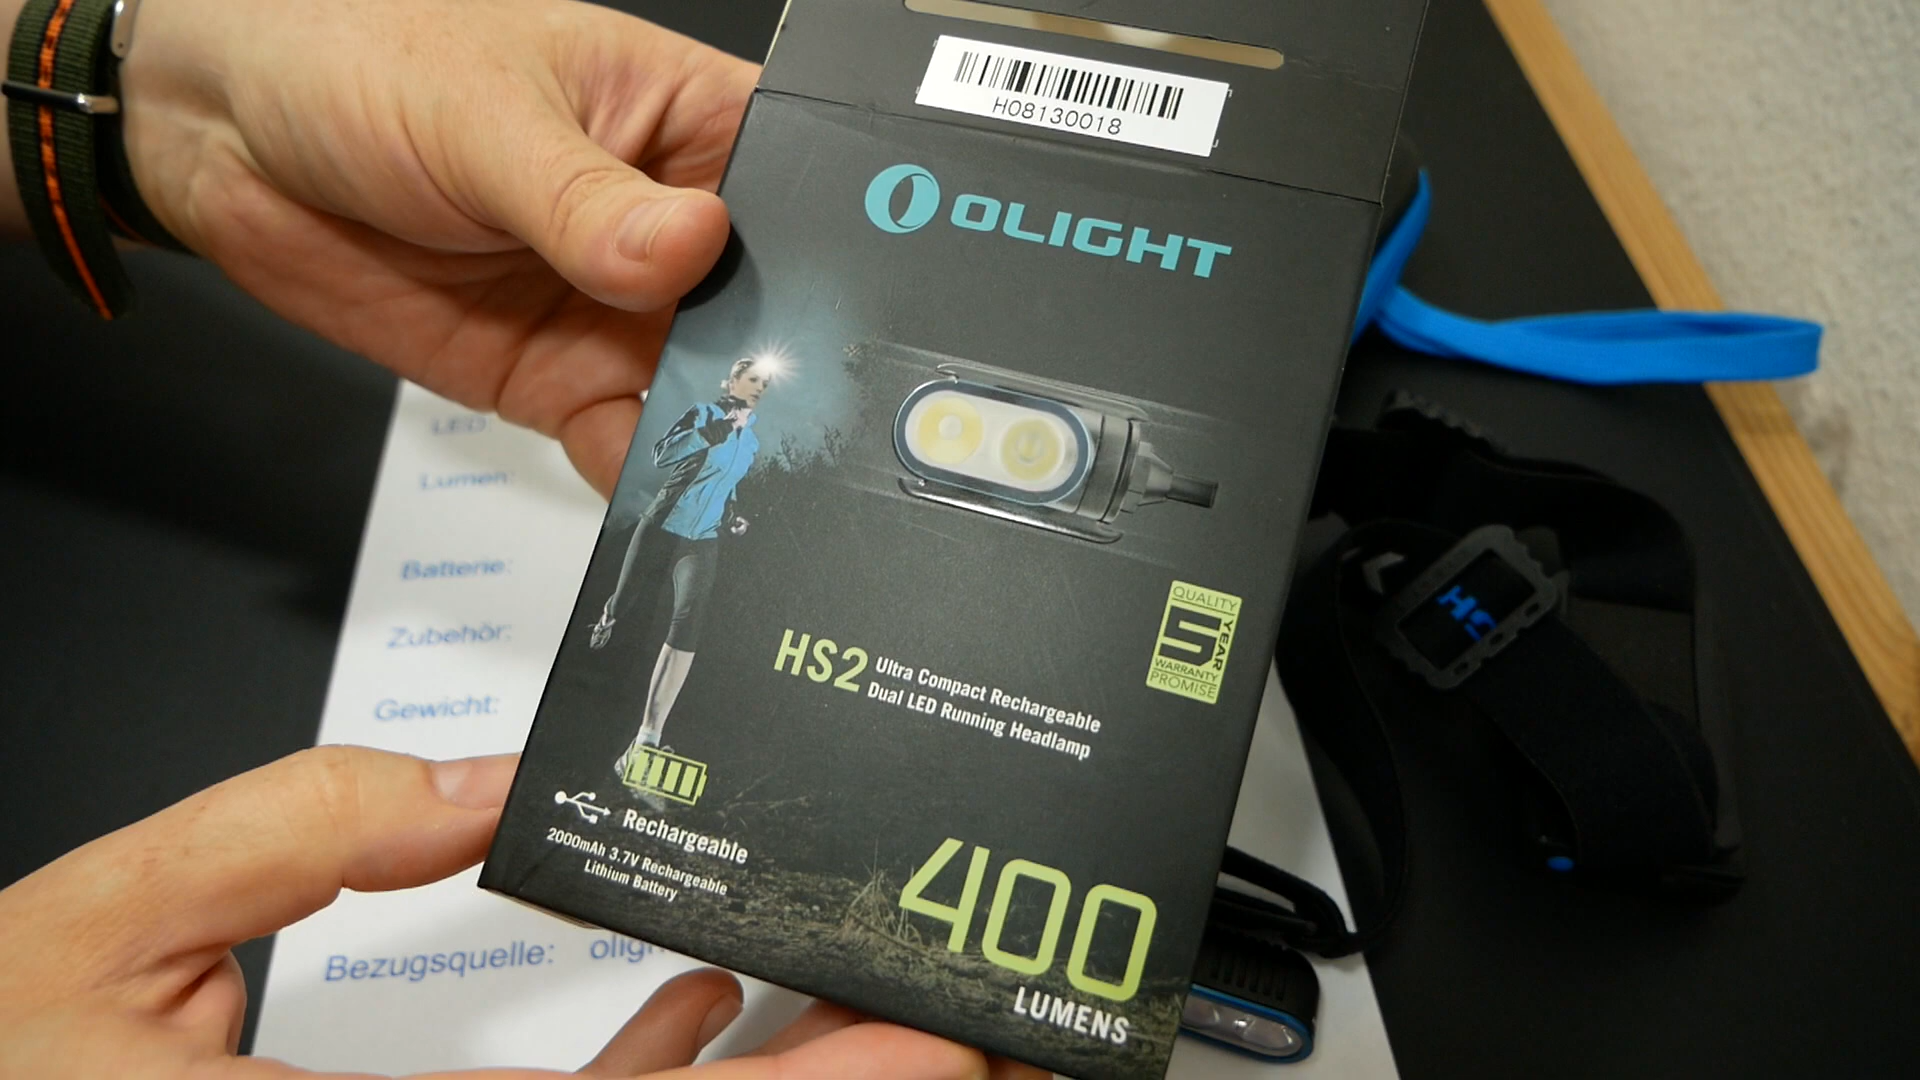 H08130018
OLIGHT
LED:
Lumen:
Batterie:
Zubehör:
Gewicht:
HS2
Ultra Compact Rechargeable
Dual LED Running Headlamp
QUALITY
5 YEAR
WARRANTY
PROMISE
Rechargeable
2000mAh 3.7V Rechargeable
Lithium Battery
400
LUMENS
Bezugsquelle: olig